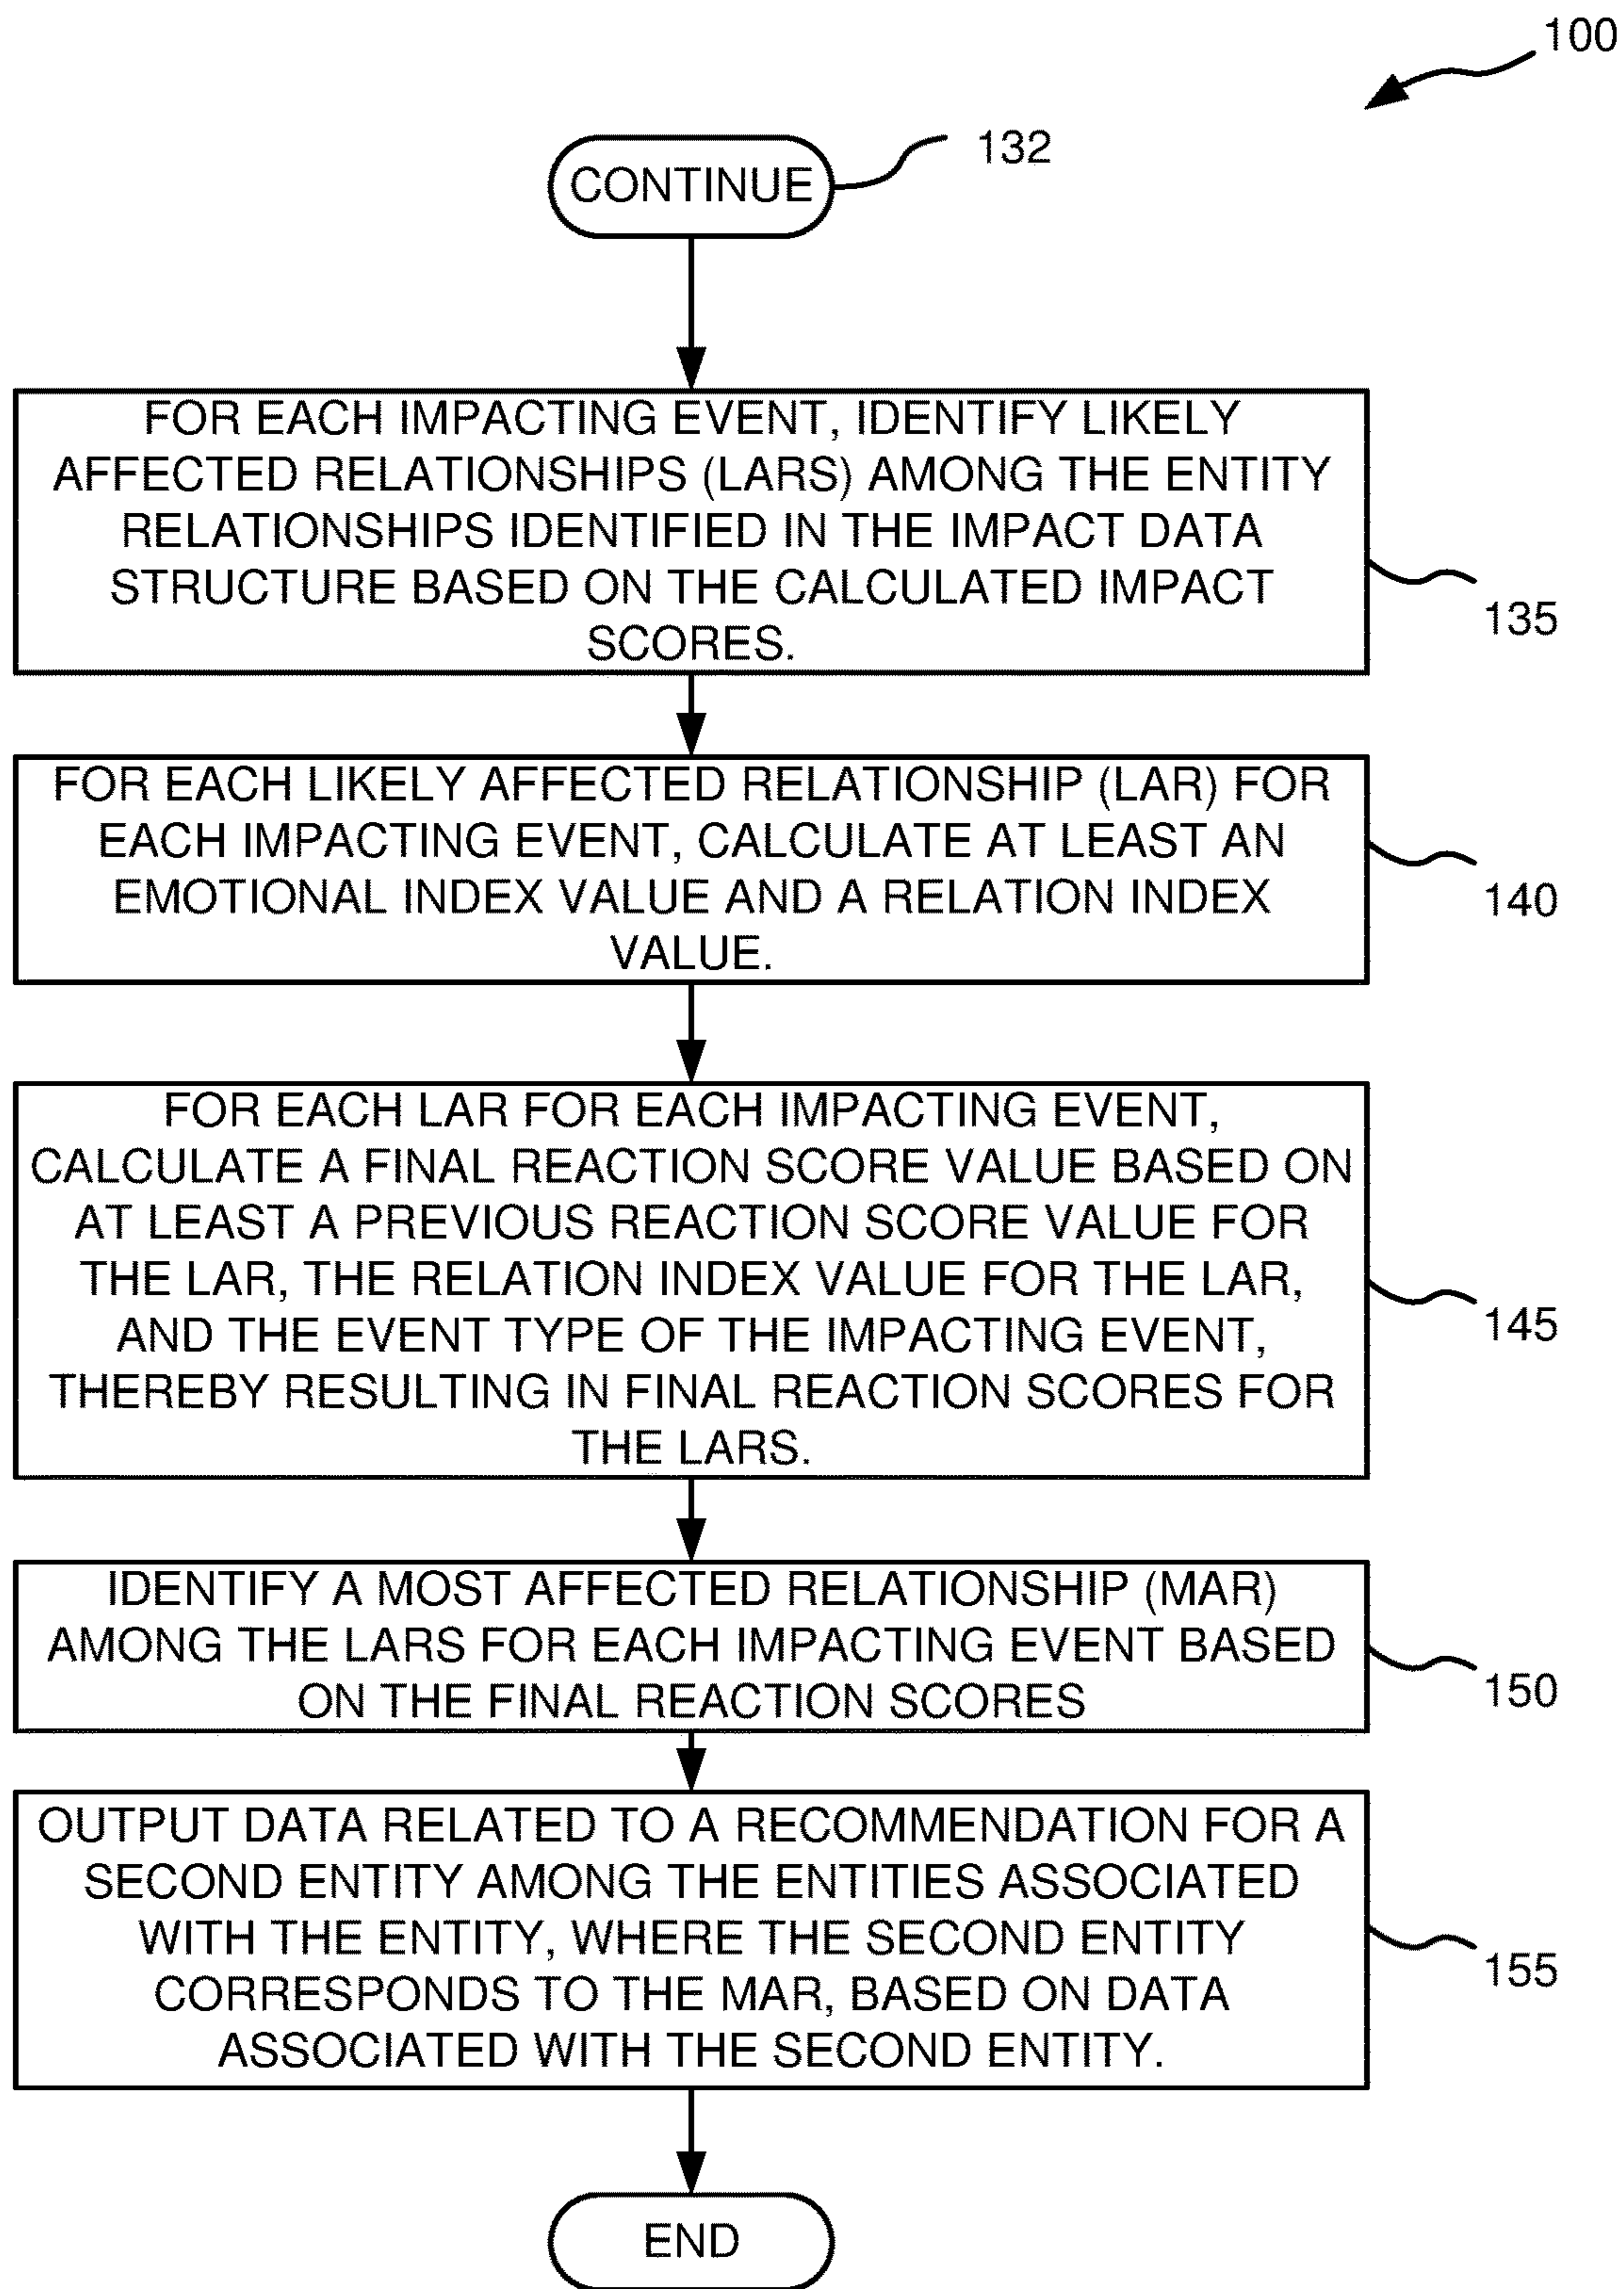 100
CONTINUE
132
FOR EACH IMPACTING EVENT, IDENTIFY LIKELY
AFFECTED RELATIONSHIPS (LARS) AMONG THE ENTITY
RELATIONSHIPS IDENTIFIED IN THE IMPACT DATA
STRUCTURE BASED ON THE CALCULATED IMPACT
SCORES.
135
FOR EACH LIKELY AFFECTED RELATIONSHIP (LAR) FOR
EACH IMPACTING EVENT, CALCULATE AT LEAST AN
EMOTIONAL INDEX VALUE AND A RELATION INDEX
VALUE.
140
FOR EACH LAR FOR EACH IMPACTING EVENT,
CALCULATE A FINAL REACTION SCORE VALUE BASED ON
AT LEAST A PREVIOUS REACTION SCORE VALUE FOR
THE LAR, THE RELATION INDEX VALUE FOR THE LAR,
AND THE EVENT TYPE OF THE IMPACTING EVENT,
THEREBY RESULTING IN FINAL REACTION SCORES FOR
THE LARS.
145
IDENTIFY A MOST AFFECTED RELATIONSHIP (MAR)
AMONG THE LARS FOR EACH IMPACTING EVENT BASED
ON THE FINAL REACTION SCORES
150
OUTPUT DATA RELATED TO A RECOMMENDATION FOR A
SECOND ENTITY AMONG THE ENTITIES ASSOCIATED
WITH THE ENTITY, WHERE THE SECOND ENTITY
CORRESPONDS TO THE MAR, BASED ON DATA
ASSOCIATED WITH THE SECOND ENTITY.
155
END